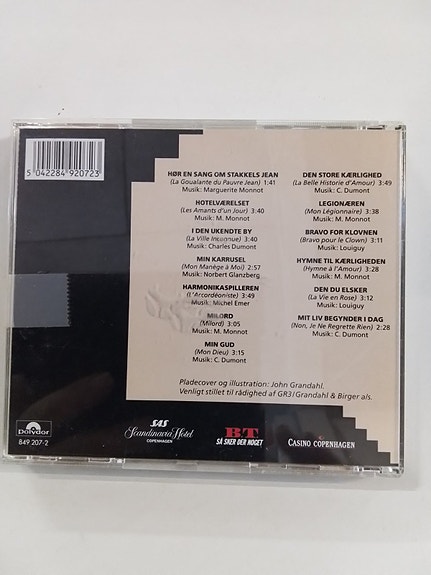 5 042284 920723
HØR EN SANG OM STAKKELS JEAN
(La Goualante du Pauvre Jean) 1:41
Musik: Marguerite Monnot
HOTELVÆRELSET
(Les Amants d'un Jour) 3:40
Musik: M. Monnot
I DEN UKENDTE BY
(La Ville Inconnue) 3:40
Musik: Charles Dumont
MIN KARRUSEL
(Mon Manège à Moi) 2:57
Musik: Norbert Glanzberg
HARMONIKASPILLEREN
(L'Accordéoniste) 3:49
Musik: Michel Emer
MILORD
(Milord) 3:05
Musik: M. Monnot
MIN GUD
(Mon Dieu) 3:15
Musik: C. Dumont
DEN STORE KÆRLIGHED
(La Belle Historie d'Amour) 3:49
Musik: C. Dumont
LEGIONÆREN
(Mon Légionnaire) 3:38
Musik: M. Monnot
BRAVO FOR KLOVNEN
(Bravo pour le Clown) 3:11
Musik: Louiguy
HYMNE TIL KÆRLIGHEDEN
(Hymne à l'Amour) 3:28
Musik: M. Monnot
DEN DU ELSKER
(La Vie en Rose) 3:12
Musik: Louiguy
MIT LIV BEGYNDER I DAG
(Non, Je Ne Regrette Rien) 2:28
Musik: C. Dumont
Pladecover og illustration: John Grandahl.
Venligst stillet til rådighed af GR3/Grandahl & Birger a/s.
Polydor
849 207-2
SAS
Scandinavia Hotel
COPENHAGEN
B.T
SÅ SKER DER NOGET
CASINO COPENHAGEN